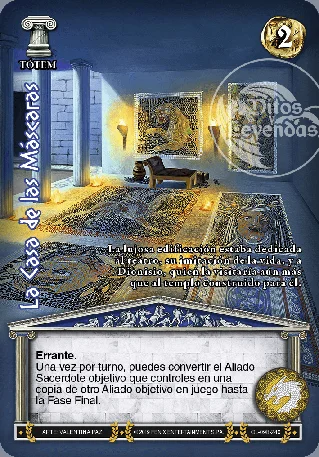 TÓTEM
2
Mitos
Leyendas
La Casa de las Máscaras
La lujosa edificación estaba dedicada
al teatro, su imitación de la vida, y a
Dionisio, quien la visitaría aún más
que al templo construido para él.
Errante.
Una vez por turno, puedes convertir el Aliado
Sacerdote objetivo que controles en una
copia de otro Aliado objetivo en juego hasta
la Fase Final.
ARTE: VALENTINA PAZ